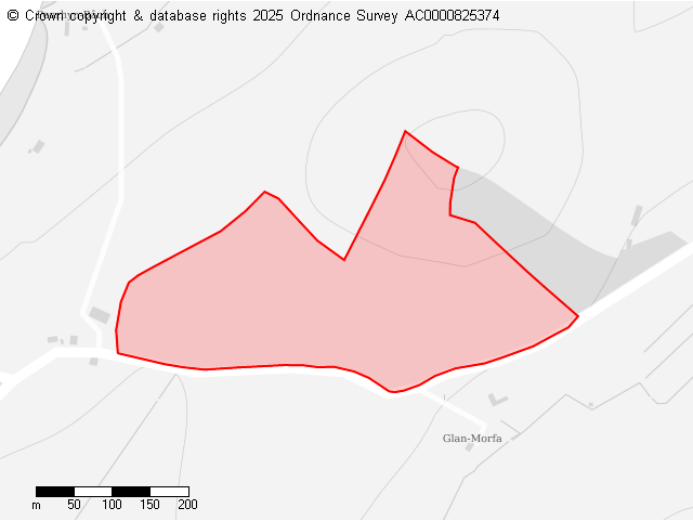 © Crown copyright & database rights 2025 Ordnance Survey AC0000825374
Glan-Morfa
m 50 100 150 200